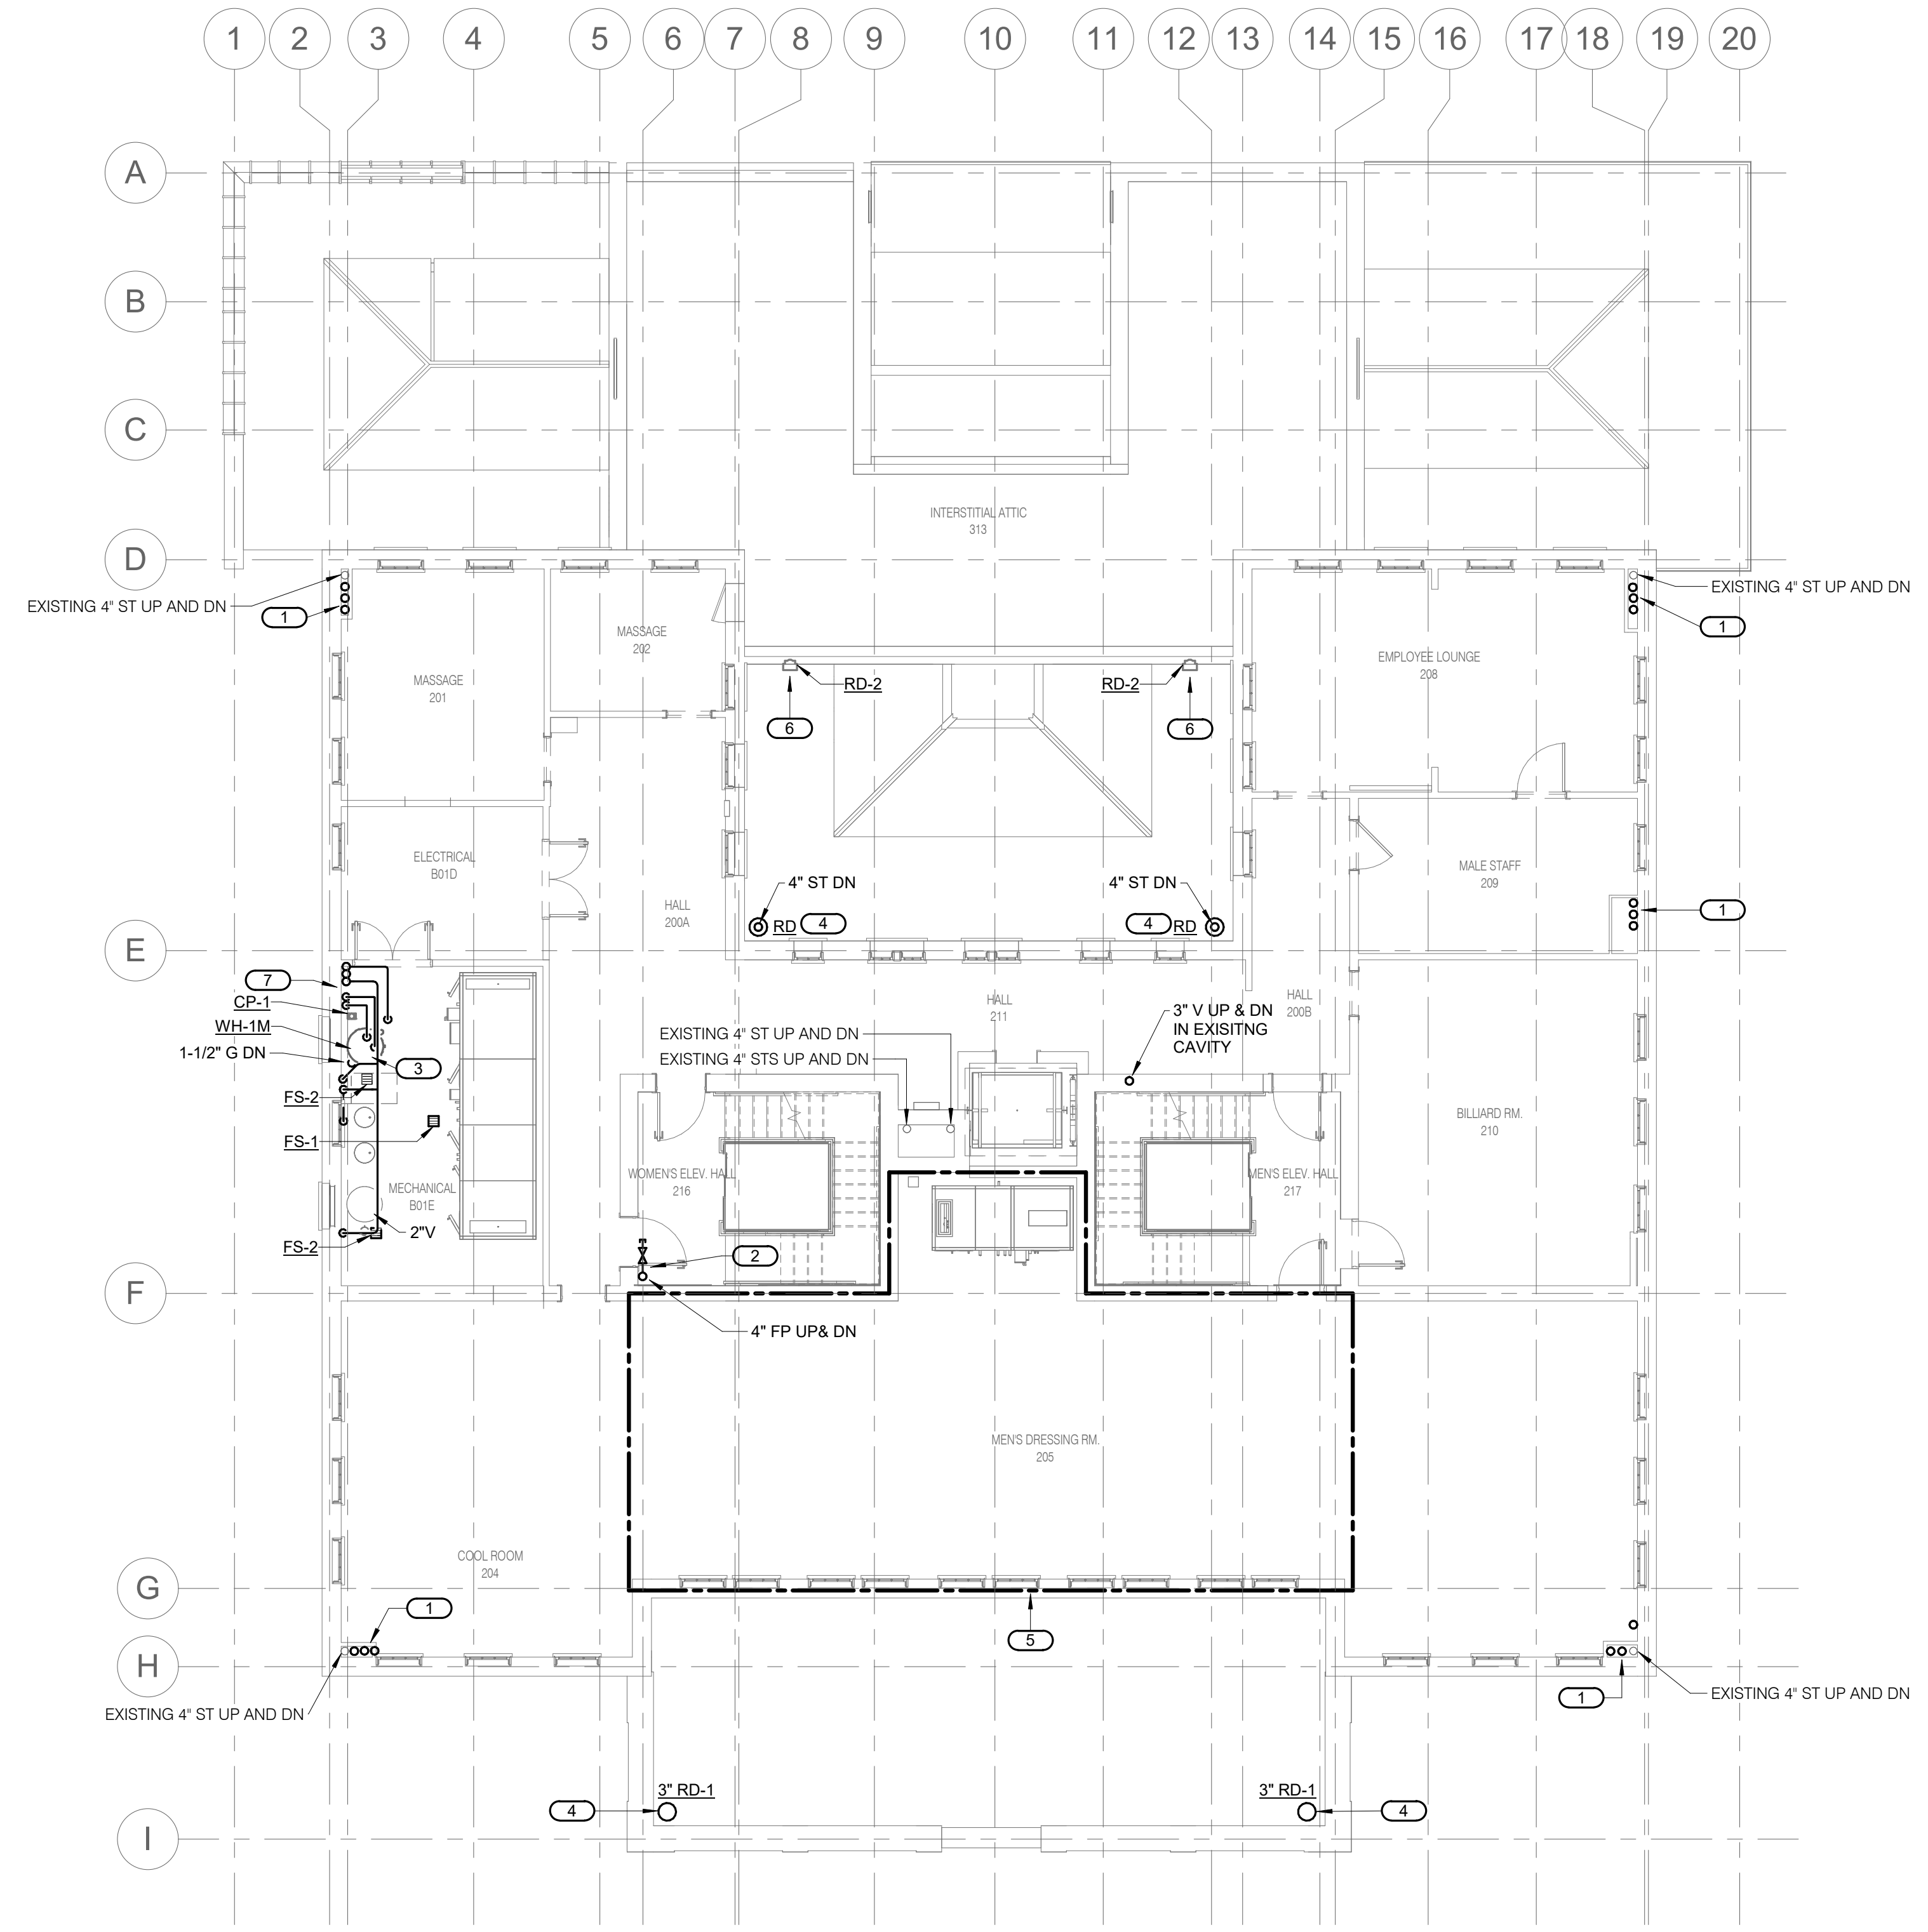 1 2 3 4 5 6 7 8 9 10 11 12 13 14 15 16 17 18 19 20
A
B
C
INTERSTITIAL ATTIC
313
D
EXISTING 4" ST UP AND DN
1
EXISTING 4" ST UP AND DN
1
MASSAGE
202
MASSAGE
201
EMPLOYEE LOUNGE
208
RD-2
6
RD-2
6
ELECTRICAL
B01D
MALE STAFF
209
4" ST DN
RD
4
4" ST DN
4
RD
HALL
200A
1
E
7
CP-1
WH-1M
1-1/2" G DN
3
FS-2
FS-1
MECHANICAL
B01E
2"V
FS-2
HALL
211
HALL
200B
3" V UP & DN
IN EXISITNG
CAVITY
EXISTING 4" ST UP AND DN
EXISTING 4" STS UP AND DN
BILLIARD RM.
210
WOMEN'S ELEV. HALL
216
MEN'S ELEV. HALL
217
2
F
4" FP UP& DN
MEN'S DRESSING RM.
205
COOL ROOM
204
G
1
5
H
EXISTING 4" ST UP AND DN
1
EXISTING 4" ST UP AND DN
3" RD-1
4
3" RD-1
4
I